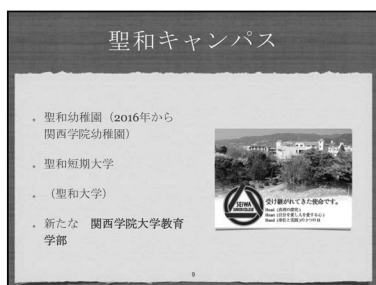 聖和キャンパス
聖和幼稚園（2016年から
関西学院幼稚園）
聖和短期大学
（聖和大学）
新たな　関西学院大学教育
学部
SEIWA
JUNIOR COLLEGE
受け継がれてきた使命です。
9